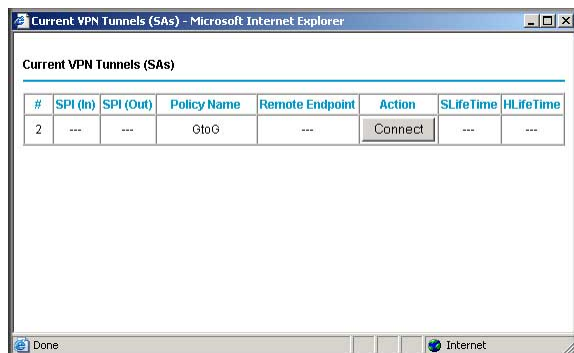 Current VPN Tunnels (SAs) - Microsoft Internet Explorer
Current VPN Tunnels (SAs)
# SPI (In) SPI (Out) Policy Name Remote Endpoint Action SLifeTime HLifeTime
2 --- --- GtoG --- Connect --- ---
Done Internet